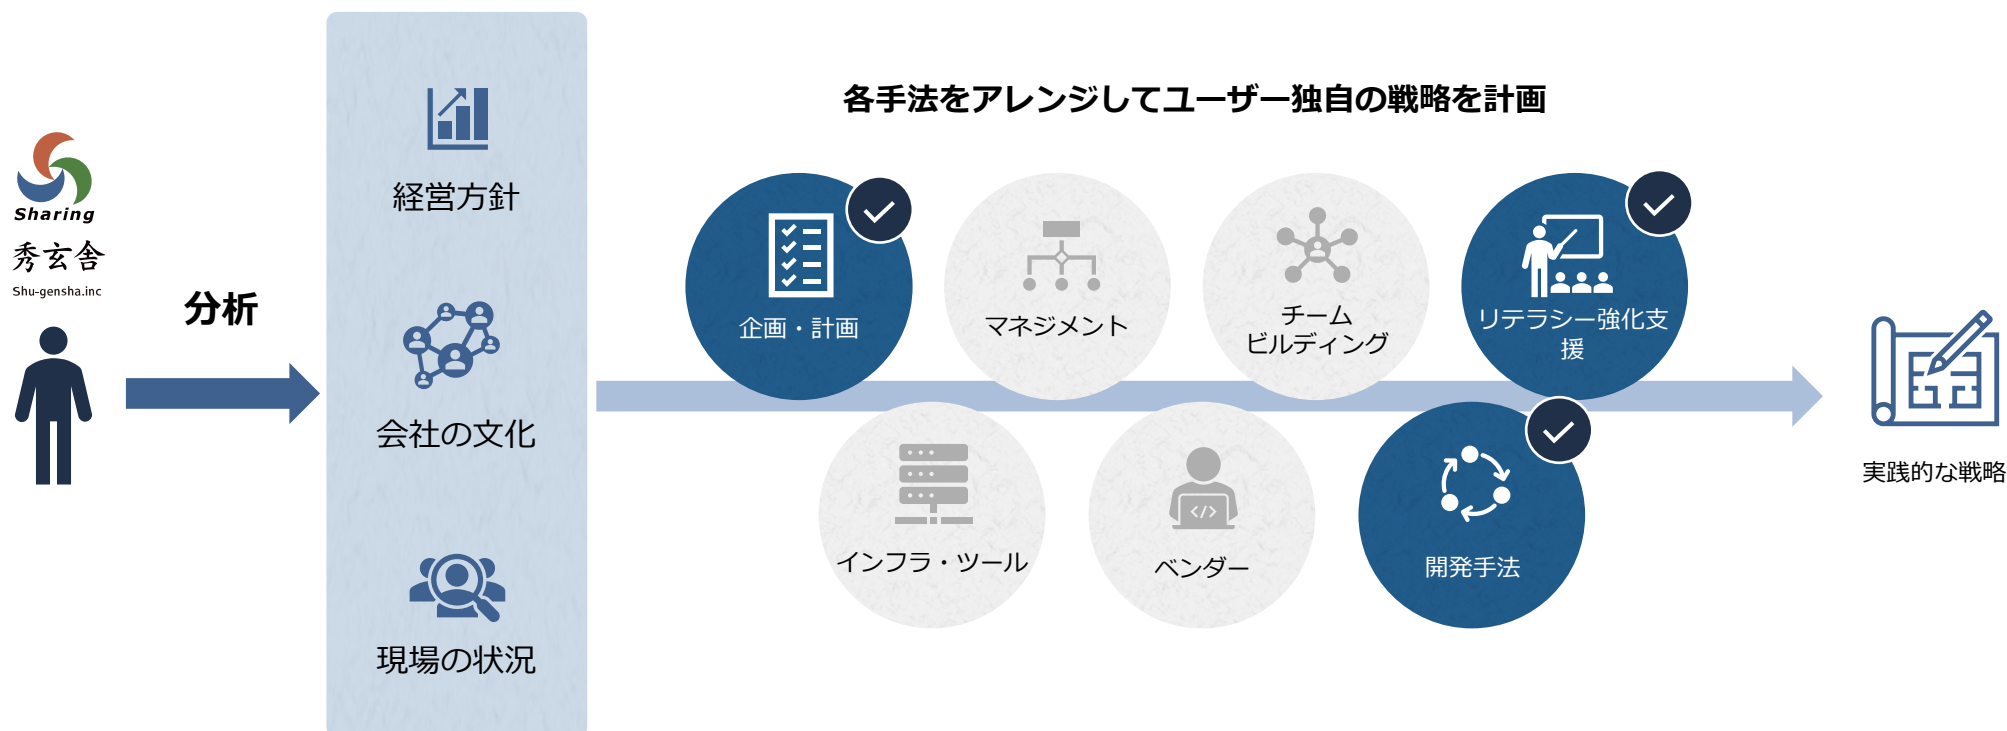 Sharing
秀玄舎
Shu-gensha.inc
分析
経営方針
会社の文化
現場の状況
各手法をアレンジしてユーザー独自の戦略を計画
企画・計画
マネジメント
チーム
ビルディング
リテラシー強化支
援
インフラ・ツール
ベンダー
開発手法
実践的な戦略